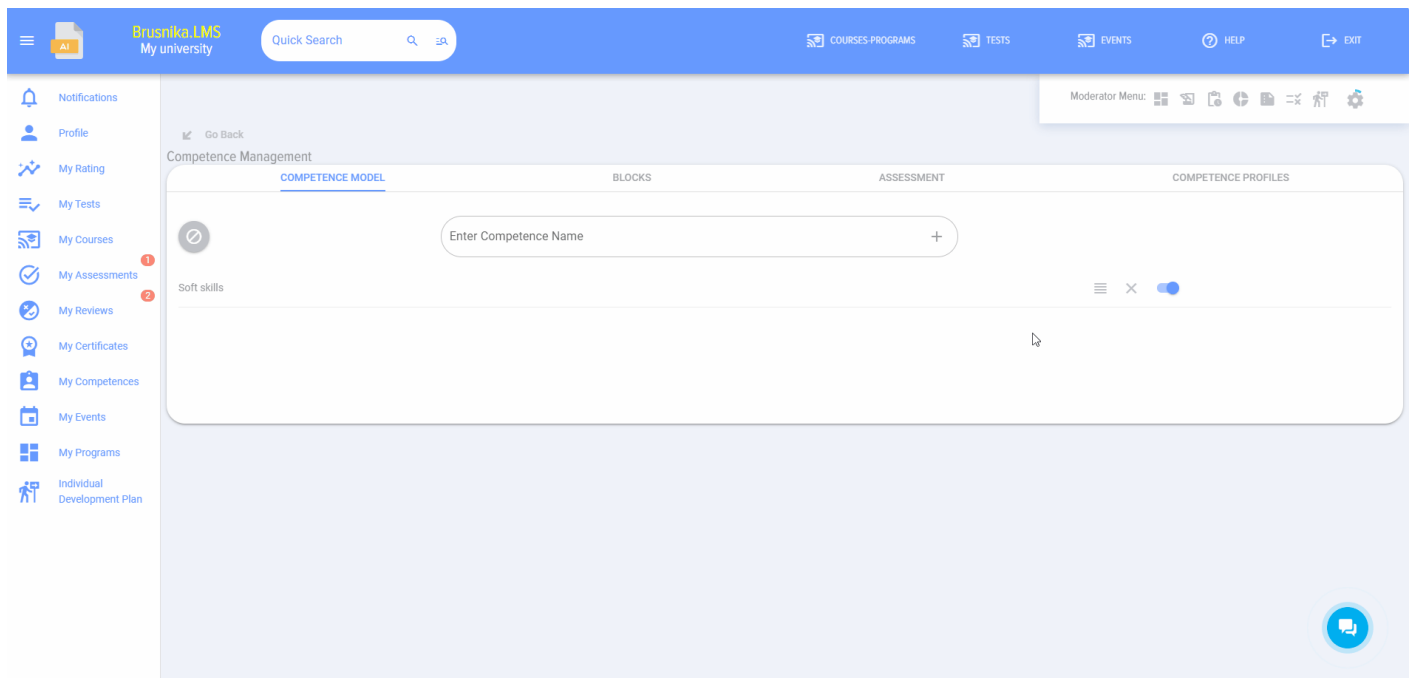 Brusnika.LMS
My university
AI
Quick Search
COURSES-PROGRAMS
TESTS
EVENTS
HELP
EXIT
Moderator Menu:
Notifications
Profile
My Rating
My Tests
My Courses
1
My Assessments
2
My Reviews
My Certificates
My Competences
My Events
My Programs
Individual
Development Plan
Go Back
Competence Management
COMPETENCE MODEL
BLOCKS
ASSESSMENT
COMPETENCE PROFILES
Enter Competence Name
Soft skills